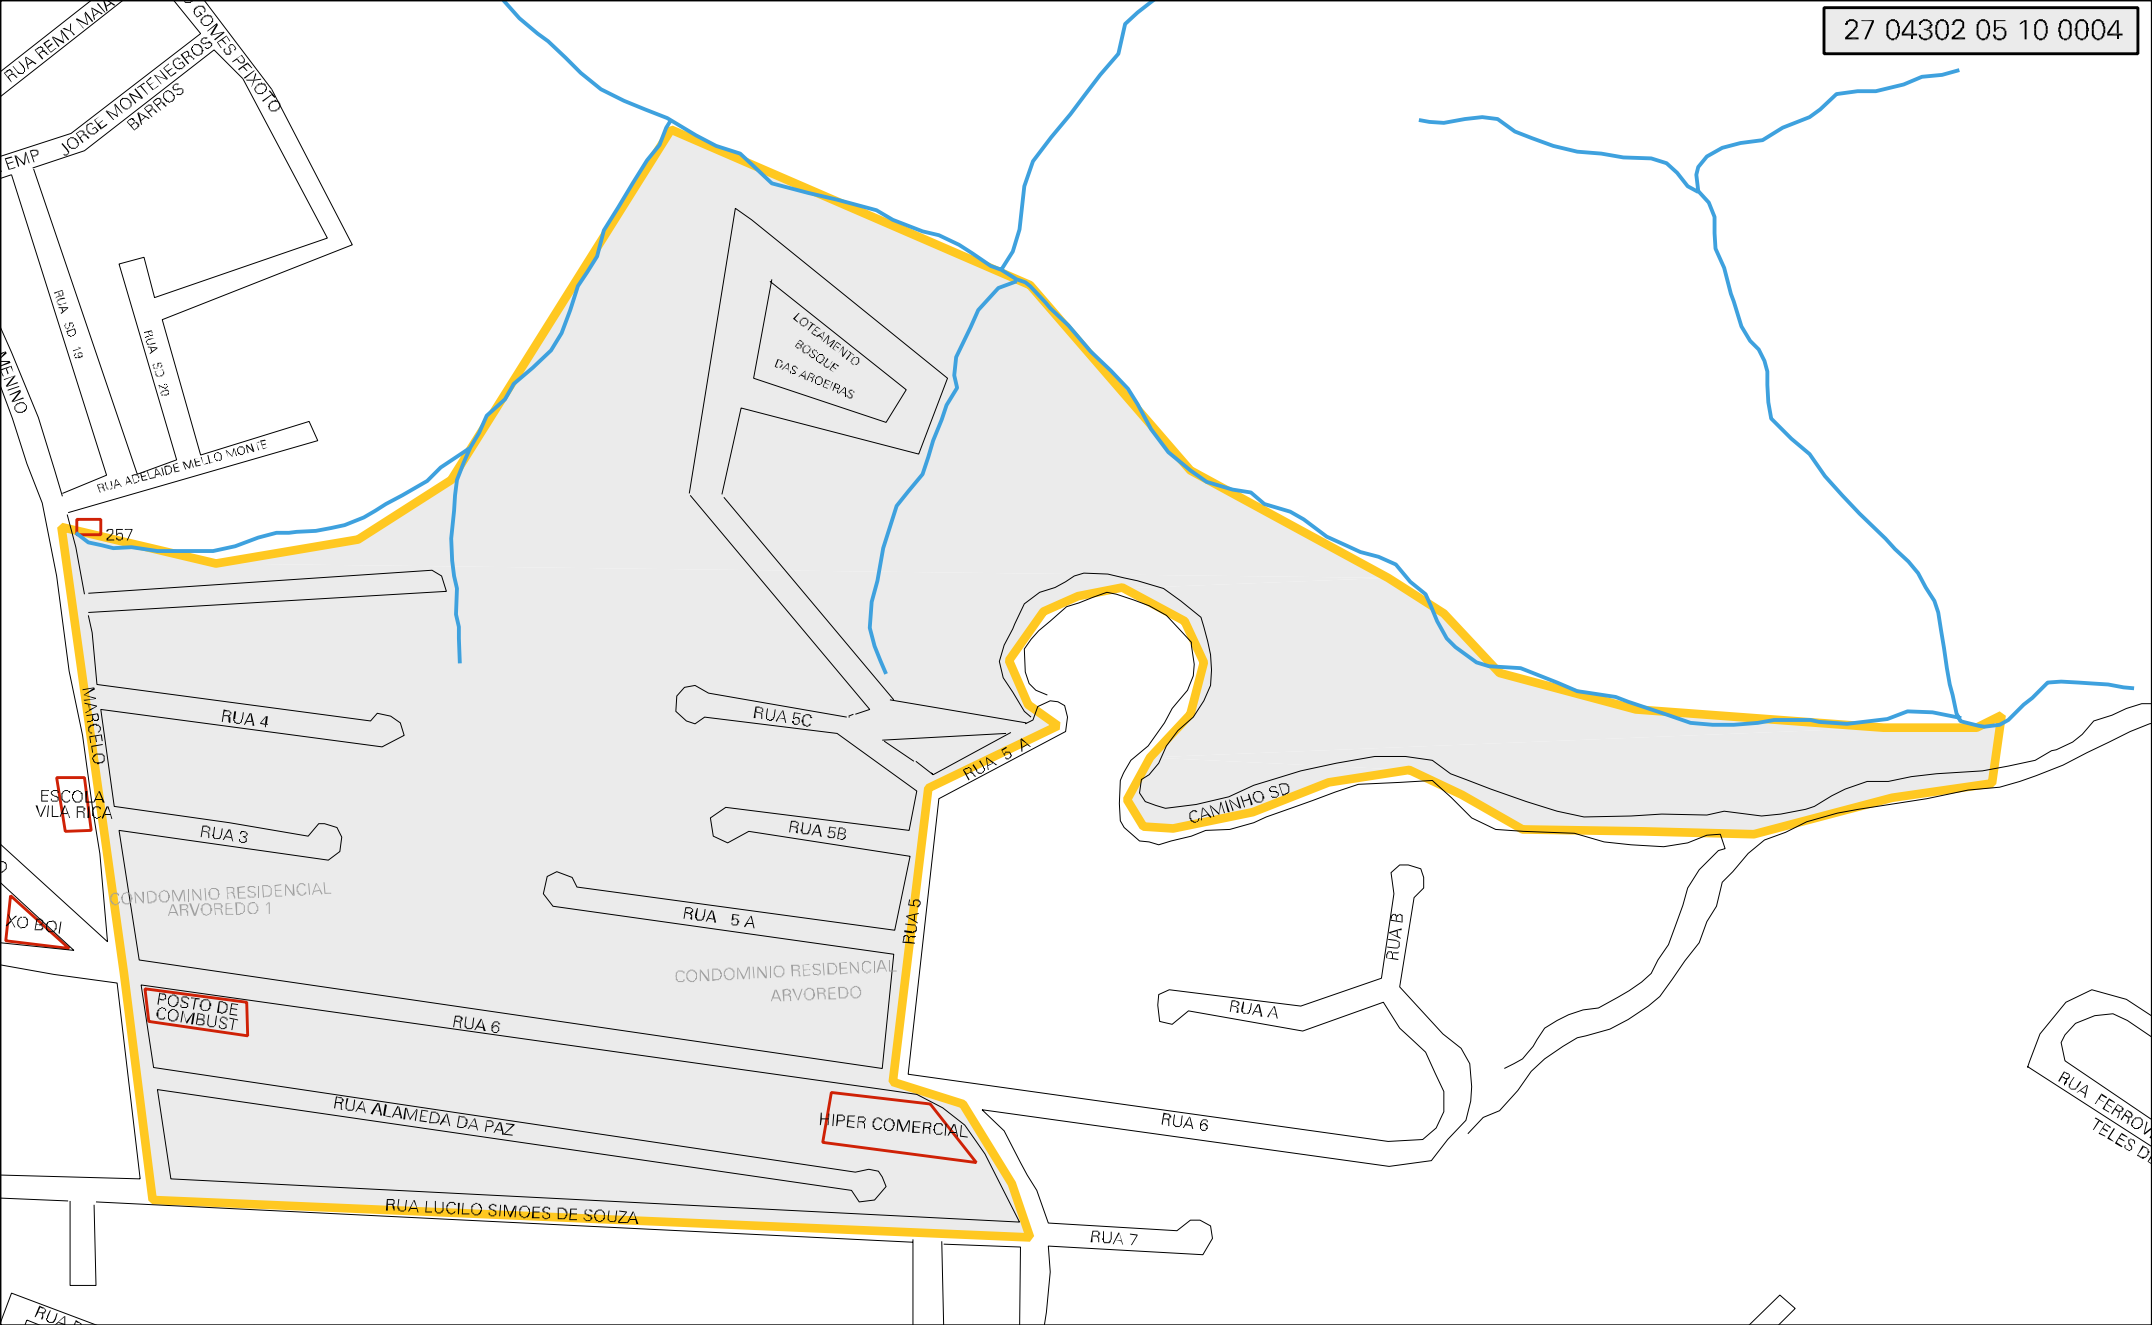 27 04302 05 10 0004
RUA REMY MAIA
GOMES PEIXOTO
JORGE MONTENEGROS
BARROS
EMP
RUA SD 19
RUA SD 20
MENINO
RUA ADELAIDE MELLO MONTE
257
LOTEAMENTO
BOSQUE
DAS AROEIRAS
MARCELO
RUA 4
RUA 5C
RUA 5 A
ESCOLA
VILA RICA
RUA 3
RUA 5B
CAMINHO SD
CONDOMINIO RESIDENCIAL
ARVOREDO 1
RUA 5 A
RUA 5
XO BOI
RUA B
CONDOMINIO RESIDENCIAL
ARVOREDO
POSTO DE
COMBUST
RUA 6
RUA A
RUA ALAMEDA DA PAZ
HIPER COMERCIAL
RUA 6
RUA FERROV
TELES DE
RUA LUCILO SIMOES DE SOUZA
RUA 7
RUA